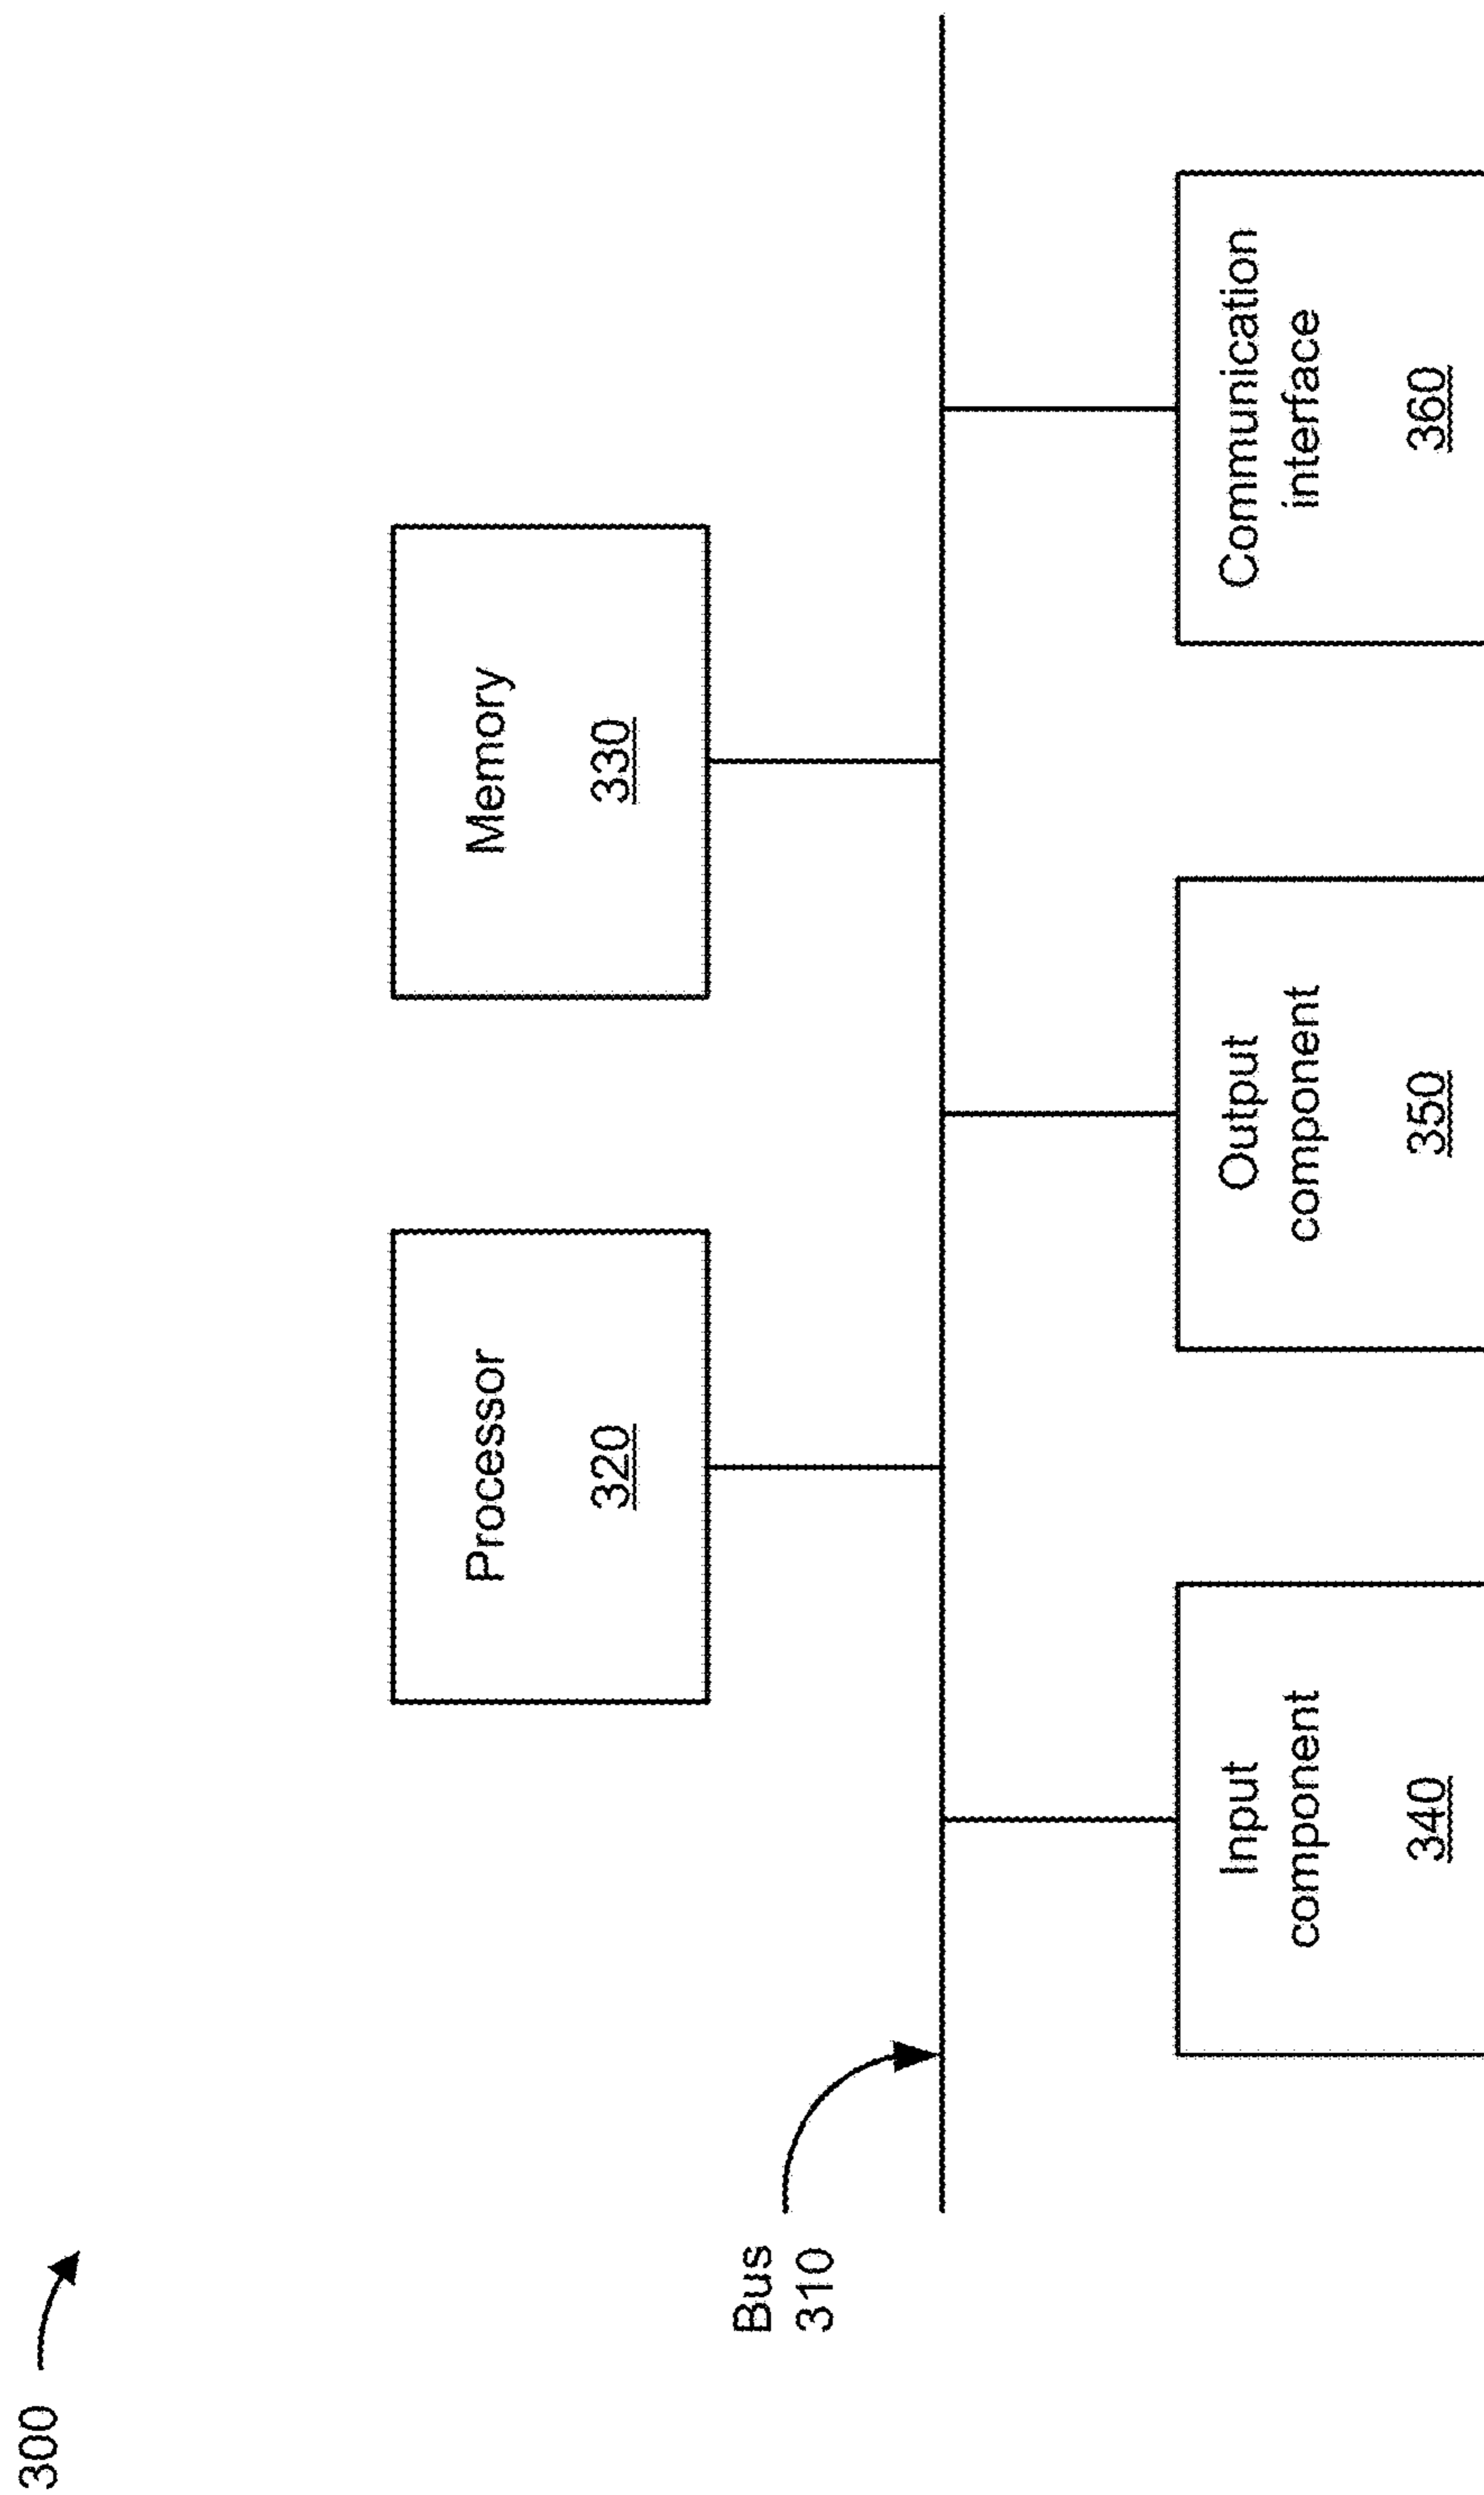 300
Processor
320
Memory
330
Bus
310
Input
component
340
Output
component
350
Communication
interface
360